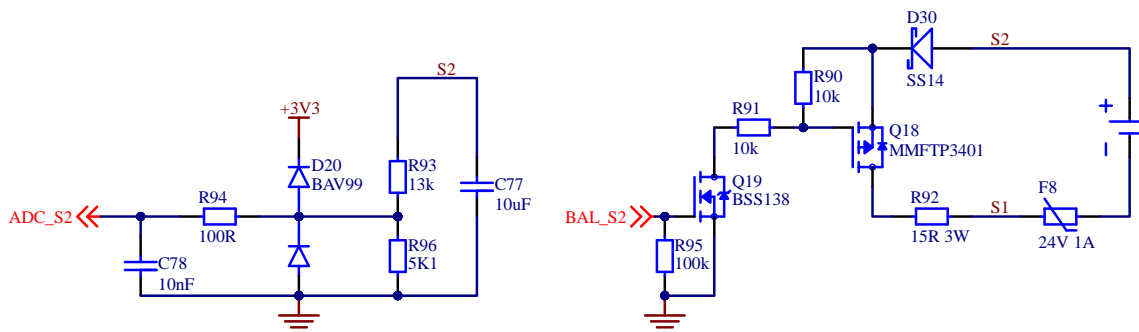 D30
S2
SS14
S2
R90
10k
+3V3
R91
10k
D20
BAV99
R93
13k
Q18
MMFTP3401
C77
10uF
R94
100R
ADC_S2
Q19
BSS138
BAL_S2
R92
15R 3W
S1
F8
24V 1A
R96
5K1
R95
100k
C78
10nF
+
-